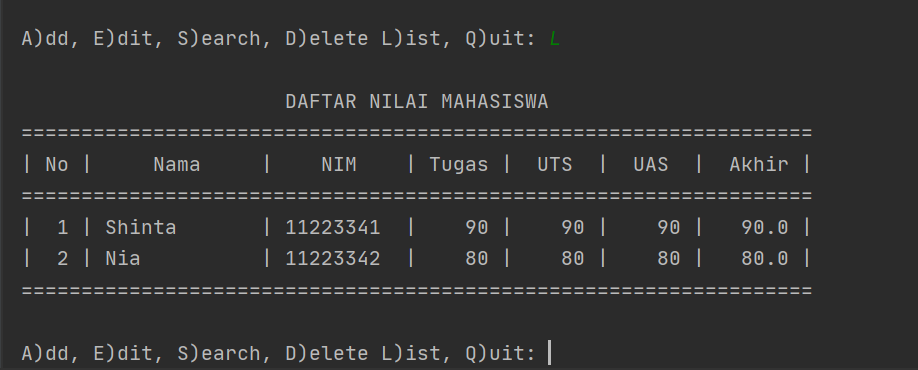 A)dd, E)dit, S)earch, D)elete L)ist, Q)uit: L
DAFTAR NILAI MAHASISWA
==================================================================
| No |     Nama     |    NIM    | Tugas |  UTS  |  UAS  |  Akhir |
==================================================================
|  1 | Shinta       | 11223341  |    90 |    90 |    90 |   90.0 |
|  2 | Nia          | 11223342  |    80 |    80 |    80 |   80.0 |
==================================================================
A)dd, E)dit, S)earch, D)elete L)ist, Q)uit: